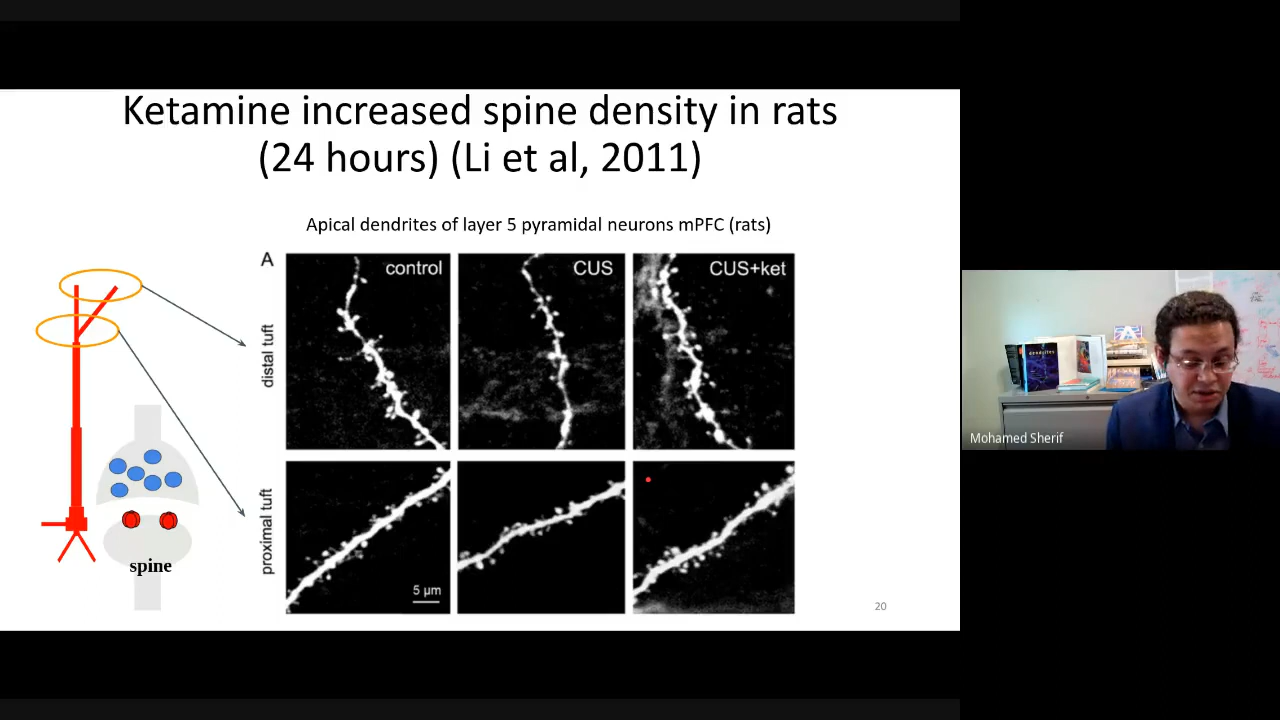 Ketamine increased spine density in rats
(24 hours) (Li et al, 2011)
Apical dendrites of layer 5 pyramidal neurons mPFC (rats)
A
control
CUS
CUS+ket
distal tuft
proximal tuft
5 µm
spine
20
dendrites
Mohamed Sherif